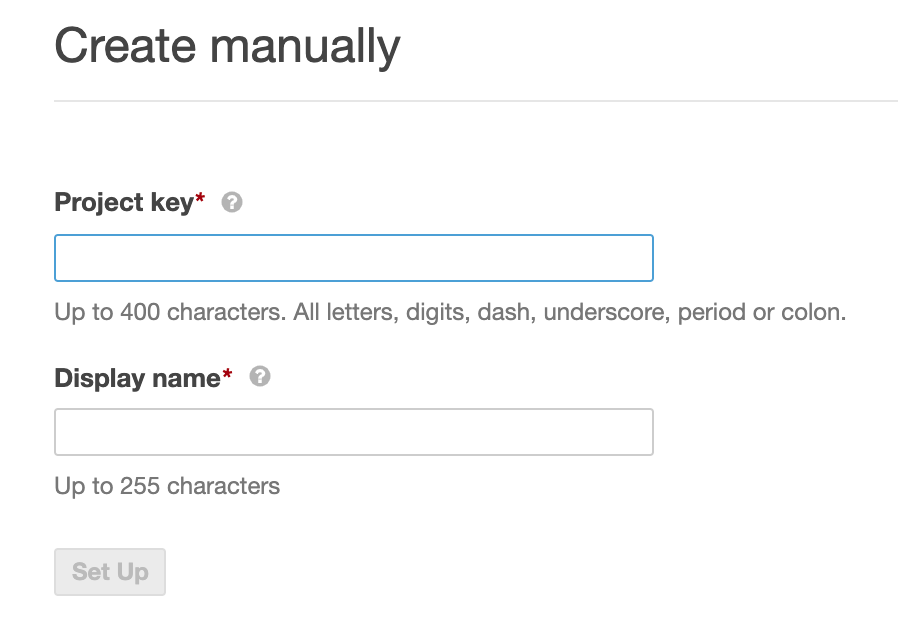 Create manually
Project key* ?
Up to 400 characters. All letters, digits, dash, underscore, period or colon.
Display name* ?
Up to 255 characters
Set Up